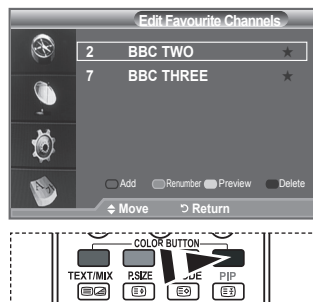 Edit Favourite Channels
2 BBC TWO ★
7 BBC THREE ★
Add Renumber Preview Delete
Move Return
COLOR BUTTON
TEXT/MIX P.SIZE PIP